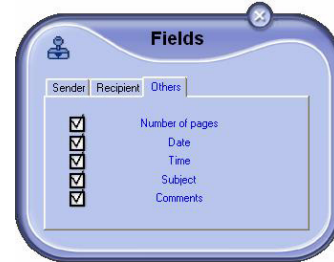 Fields
Sender Recipient Others
Number of pages
Date
Time
Subject
Comments